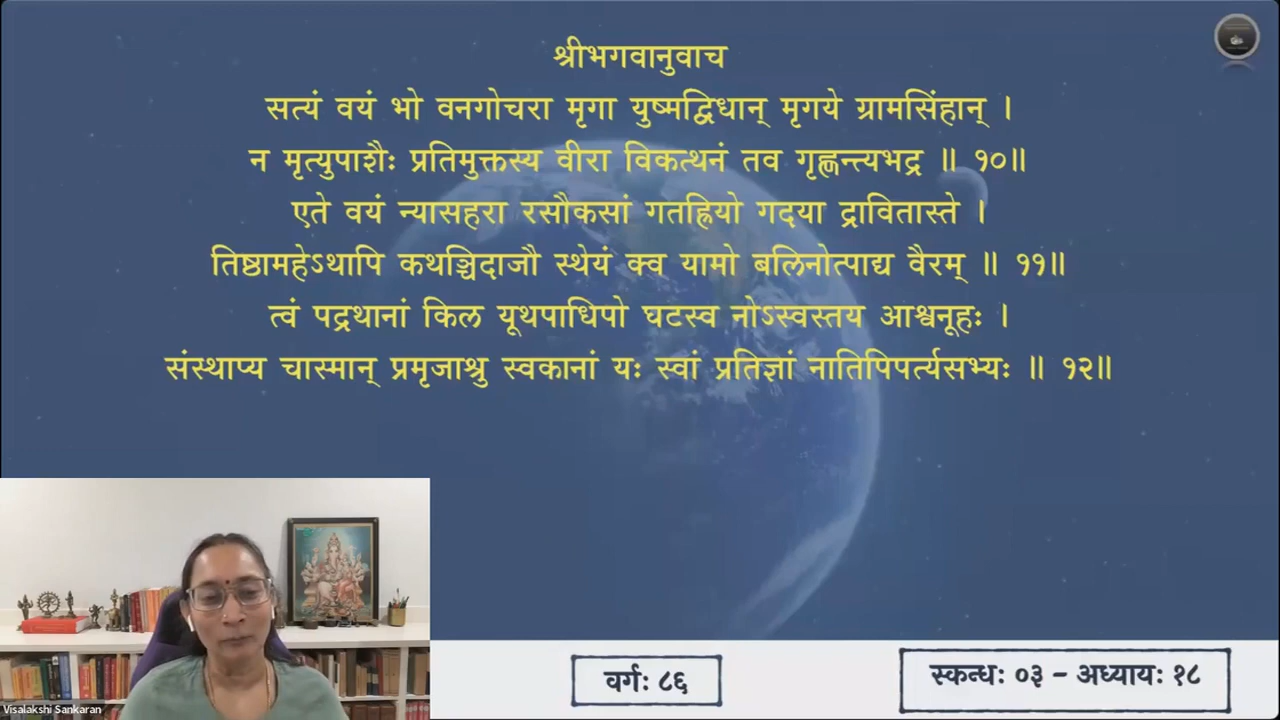 श्रीभगवानुवाच
सत्यं वयं भो वनगोचरा मृगा युष्मद्विधान् मृगये ग्रामसिंहान् ।
न मृत्युपाशैः प्रतिमुक्तस्य वीरा विकत्थनं तव गृह्णन्त्यभद्र ॥ १०॥
एते वयं न्यासहरा रसौकसां गतह्रियो गदया द्रावितास्ते ।
तिष्ठामहेऽथापि कथञ्चिदाजौ स्थेयं क्व यामो बलिनोत्पाद्य वैरम् ॥ ११॥
त्वं पद्रथानां किल यूथपाधिपो घटस्व नोऽस्वस्तय आश्वनूहः ।
संस्थाप्य चास्मान् प्रमृजाश्रु स्वकानां यः स्वां प्रतिज्ञां नातिपिपर्त्यसभ्यः ॥ १२॥
Visalakshi Sankaran
वर्गः ८६
स्कन्धः ०३ - अध्यायः १८